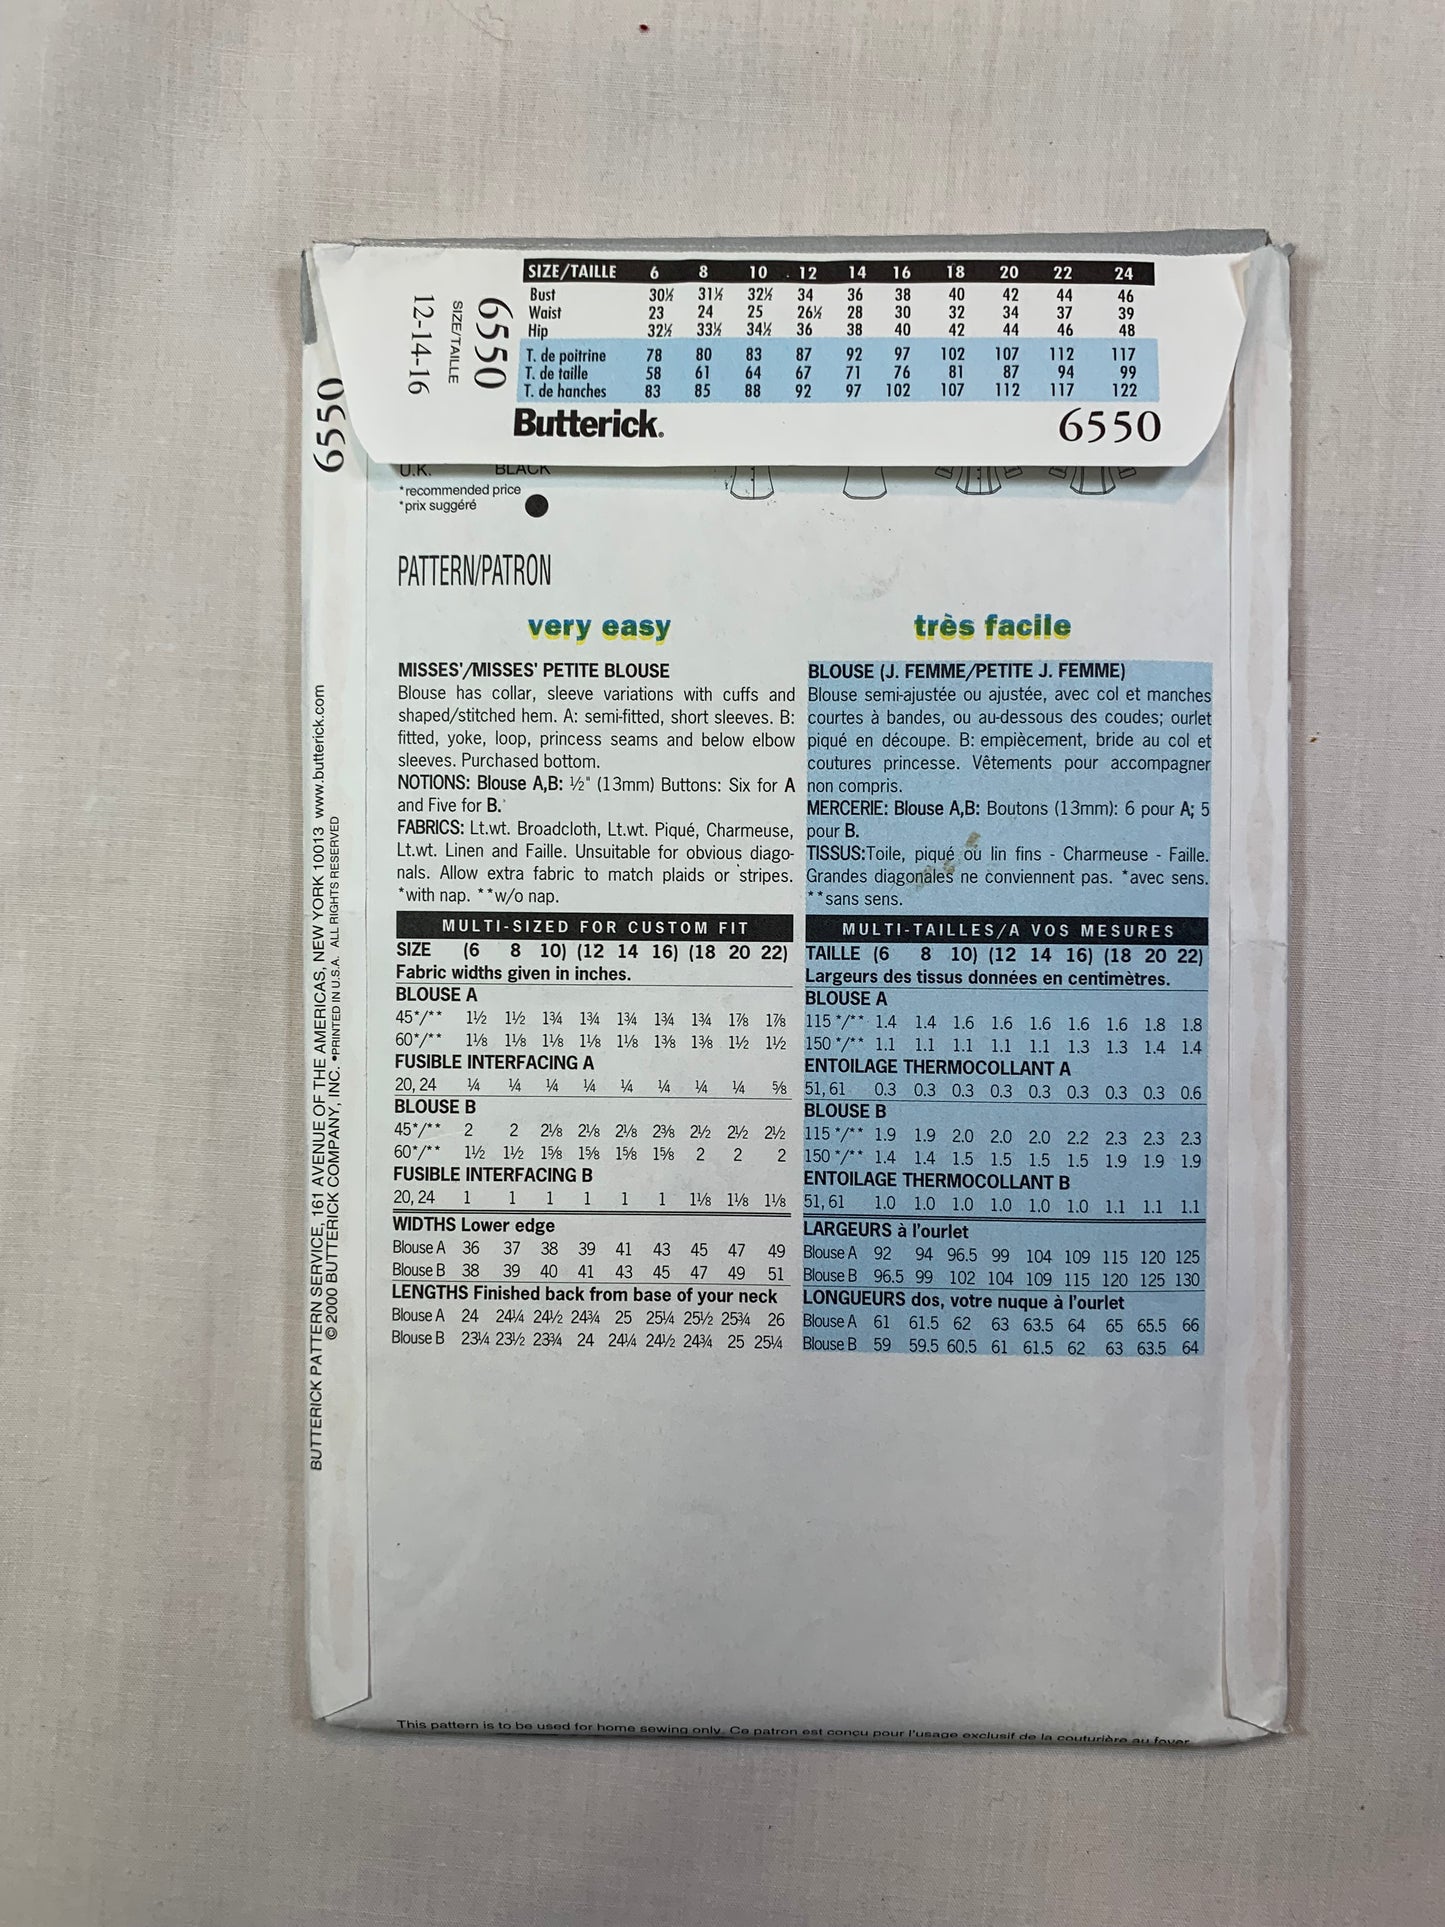 SIZE/TAILLE 6 8 10 12 14 16 18 20 22 24
Bust 30½ 31½ 32½ 34 36 38 40 42 44 46
Waist 23 24 25 26½ 28 30 32 34 37 39
Hip 32½ 33½ 34½ 36 38 40 42 44 46 48
T. de poitrine 78 80 83 87 92 97 102 107 112 117
T. de taille 58 61 64 67 71 76 81 87 94 99
T. de hanches 83 85 88 92 97 102 107 112 117 122
Butterick. 6550
6550
SIZE/TAILLE
12-14-16
6550
U.K. BLACK
*recommended price
*prix suggéré
PATTERN/PATRON
very easy
MISSES'/MISSES' PETITE BLOUSE
Blouse has collar, sleeve variations with cuffs and
shaped/stitched hem. A: semi-fitted, short sleeves. B:
fitted, yoke, loop, princess seams and below elbow
sleeves. Purchased bottom.
NOTIONS: Blouse A,B: ½" (13mm) Buttons: Six for A
and Five for B.
FABRICS: Lt.wt. Broadcloth, Lt.wt. Piqué, Charmeuse,
Lt.wt. Linen and Faille. Unsuitable for obvious diago-
nals. Allow extra fabric to match plaids or stripes.
*with nap. **w/o nap.
MULTI-SIZED FOR CUSTOM FIT
SIZE (6 8 10) (12 14 16) (18 20 22)
Fabric widths given in inches.
BLOUSE A
45*/** 1½ 1½ 1¾ 1¾ 1¾ 1¾ 1¾ 1⅞ 1⅞
60*/** 1⅛ 1⅛ 1⅛ 1⅛ 1⅛ 1⅜ 1⅜ 1½ 1½
FUSIBLE INTERFACING A
20, 24 ¼ ¼ ¼ ¼ ¼ ¼ ¼ ¼ ⅝
BLOUSE B
45*/** 2 2 2⅛ 2⅛ 2⅛ 2⅜ 2½ 2½ 2½
60*/** 1½ 1½ 1⅝ 1⅝ 1⅝ 1⅝ 2 2 2
FUSIBLE INTERFACING B
20, 24 1 1 1 1 1 1 1⅛ 1⅛ 1⅛
WIDTHS Lower edge
Blouse A 36 37 38 39 41 43 45 47 49
Blouse B 38 39 40 41 43 45 47 49 51
LENGTHS Finished back from base of your neck
Blouse A 24 24¼ 24½ 24¾ 25 25¼ 25½ 25¾ 26
Blouse B 23¼ 23½ 23¾ 24 24¼ 24½ 24¾ 25 25¼
très facile
BLOUSE (J. FEMME/PETITE J. FEMME)
Blouse semi-ajustée ou ajustée, avec col et manches
courtes à bandes, ou au-dessous des coudes; ourlet
piqué en découpe. B: empiècement, bride au col et
coutures princesse. Vêtements pour accompagner
non compris.
MERCERIE: Blouse A,B: Boutons (13mm): 6 pour A; 5
pour B.
TISSUS:Toile, piqué ou lin fins - Charmeuse - Faille.
Grandes diagonales ne conviennent pas. *avec sens.
**sans sens.
MULTI-TAILLES/A VOS MESURES
TAILLE (6 8 10) (12 14 16) (18 20 22)
Largeurs des tissus données en centimètres.
BLOUSE A
115*/** 1.4 1.4 1.6 1.6 1.6 1.6 1.6 1.8 1.8
150*/** 1.1 1.1 1.1 1.1 1.1 1.3 1.3 1.4 1.4
ENTOILAGE THERMOCOLLANT A
51, 61 0.3 0.3 0.3 0.3 0.3 0.3 0.3 0.3 0.6
BLOUSE B
115*/** 1.9 1.9 2.0 2.0 2.0 2.2 2.3 2.3 2.3
150*/** 1.4 1.4 1.5 1.5 1.5 1.5 1.9 1.9 1.9
ENTOILAGE THERMOCOLLANT B
51, 61 1.0 1.0 1.0 1.0 1.0 1.0 1.1 1.1 1.1
LARGEURS à l'ourlet
Blouse A 92 94 96.5 99 104 109 115 120 125
Blouse B 96.5 99 102 104 109 115 120 125 130
LONGUEURS dos, votre nuque à l'ourlet
Blouse A 61 61.5 62 63 63.5 64 65 65.5 66
Blouse B 59 59.5 60.5 61 61.5 62 63 63.5 64
BUTTERICK PATTERN SERVICE, 161 AVENUE OF THE AMERICAS, NEW YORK 10013 www.butterick.com
©2000 BUTTERICK COMPANY, INC. •PRINTED IN U.S.A. ALL RIGHTS RESERVED
This pattern is to be used for home sewing only. Ce patron est conçu pour l'usage exclusif de la couturière au foyer